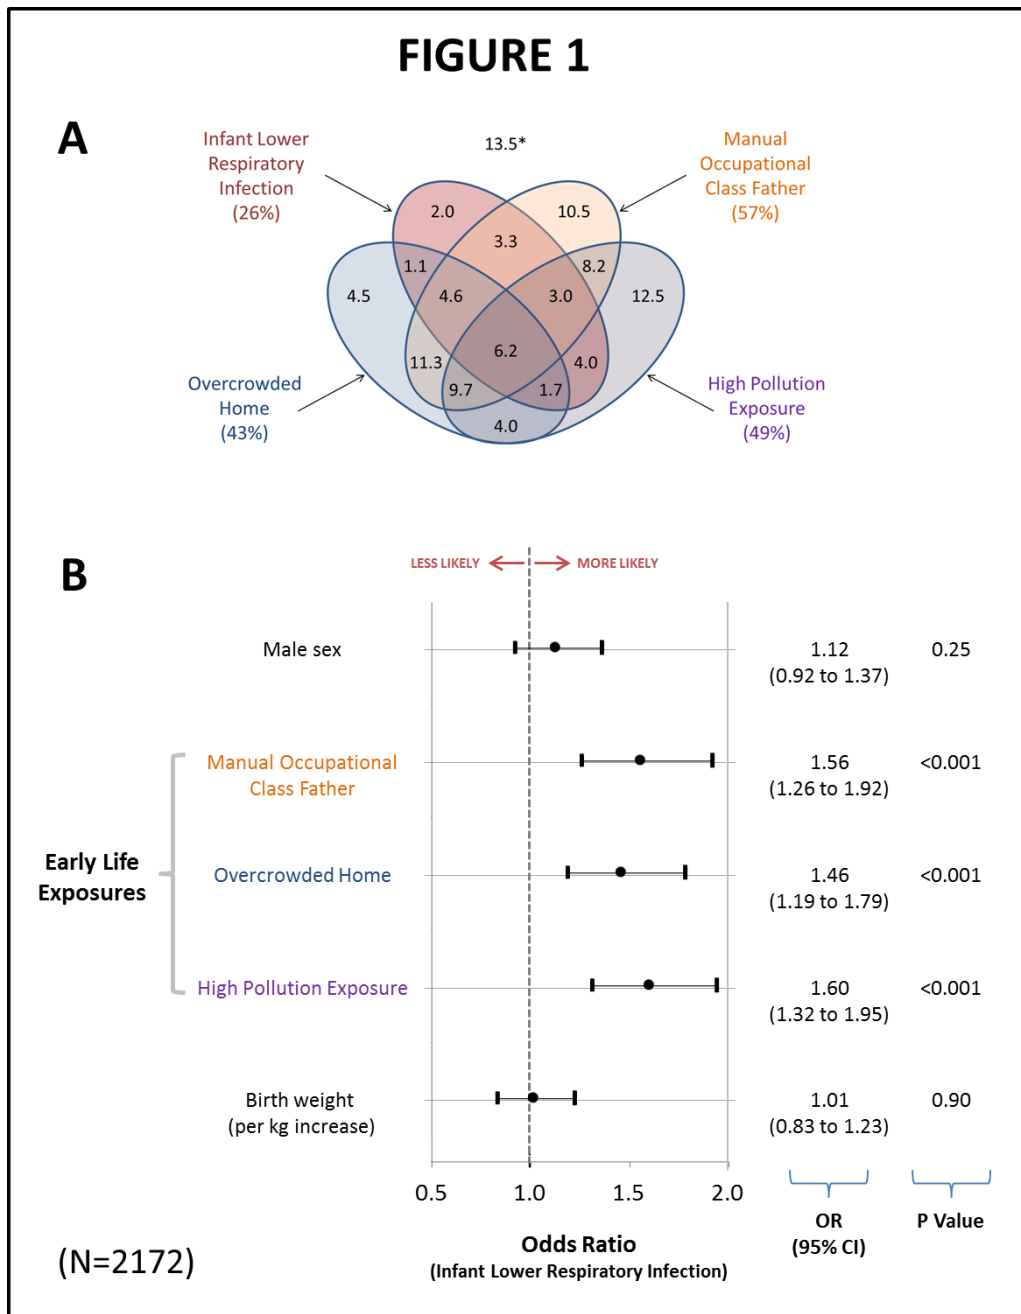 FIGURE 1
A
Infant Lower
Respiratory
Infection
(26%)
13.5*
Manual
Occupational
Class Father
(57%)
2.0
10.5
3.3
1.1
8.2
4.5
4.6
3.0
12.5
6.2
11.3
4.0
9.7
1.7
4.0
Overcrowded
Home
(43%)
High Pollution
Exposure
(49%)
B
LESS LIKELY
MORE LIKELY
Male sex
1.12
(0.92 to 1.37)
0.25
Manual Occupational
Class Father
1.56
(1.26 to 1.92)
<0.001
Early Life
Exposures
Overcrowded Home
1.46
(1.19 to 1.79)
<0.001
High Pollution Exposure
1.60
(1.32 to 1.95)
<0.001
Birth weight
(per kg increase)
1.01
(0.83 to 1.23)
0.90
0.5 1.0 1.5 2.0
OR
(95% CI)
P Value
Odds Ratio
(Infant Lower Respiratory Infection)
(N=2172)